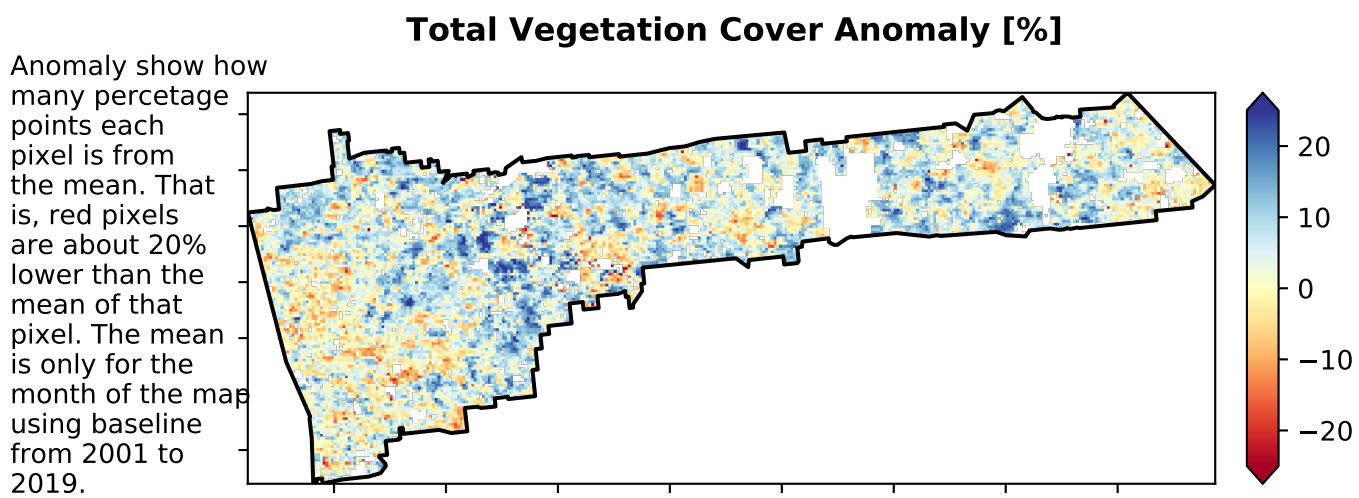 Total Vegetation Cover Anomaly [%]
Anomaly show how
many percetage
points each
pixel is from
the mean. That
is, red pixels
are about 20%
lower than the
mean of that
pixel. The mean
is only for the
month of the map
using baseline
from 2001 to
2019.
20
10
0
−10
−20